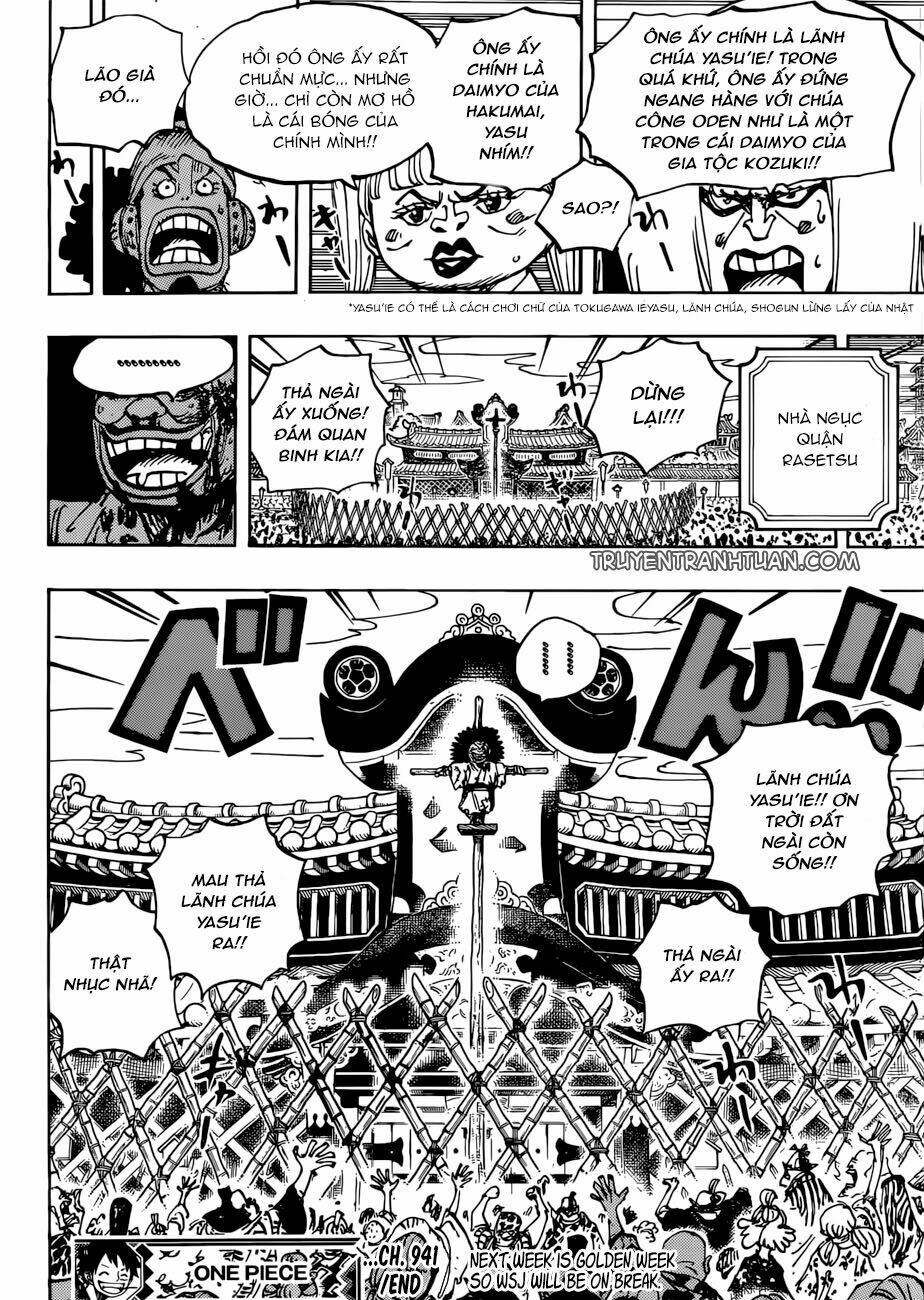 ÔNG ẤY CHÍNH LÀ LÃNH
CHÚA YASU'IE! TRONG
QUÁ KHỨ, ÔNG ẤY ĐỨNG
NGANG HÀNG VỚI CHÚA
CÔNG ODEN NHƯ LÀ MỘT
TRONG CÁI DAIMYO CỦA
GIA TỘC KOZUKI!!
SAO?!
ÔNG ẤY
CHÍNH LÀ
DAIMYO CỦA
HAKUMAI,
YASU
NHÍM!!
HỒI ĐÓ ÔNG ẤY RẤT
CHUẨN MỰC... NHƯNG
GIỜ... CHỈ CÒN MƠ HỒ
LÀ CÁI BÓNG CỦA
CHÍNH MÌNH!!
LÃO GIÀ
ĐÓ...
*YASU'IE CÓ THỂ LÀ CÁCH CHƠI CHỮ CỦA TOKUGAWA IEYASU, LÃNH CHÚA, SHOGUN LỪNG LẪY CỦA NHẬT
NHÀ NGỤC
QUẬN
RASETSU
DỪNG
LẠI!!!
THẢ NGÀI
ẤY XUỐNG!
ĐÁM QUAN
BINH KIA!!
TRUYENTRANHTUAN.COM
べ
ん
LÃNH CHÚA
YASU'IE!! ƠN
TRỜI ĐẤT
NGÀI CÒN
SỐNG!!
THẢ NGÀI
ẤY RA!!
MAU THẢ
LÃNH CHÚA
YASU'IE
RA!!
THẬT
NHỤC NHÃ!
ONE PIECE
...CH. 941
/END
NEXT WEEK IS GOLDEN WEEK
SO WSJ WILL BE ON BREAK.